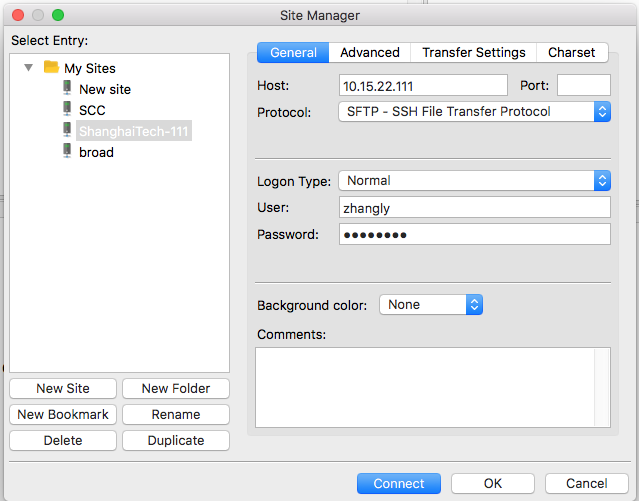 Site Manager
Select Entry:
My Sites
New site
SCC
ShanghaiTech-111
broad
New Site
New Folder
New Bookmark
Rename
Delete
Duplicate
General
Advanced
Transfer Settings
Charset
Host:
10.15.22.111
Port:
Protocol:
SFTP - SSH File Transfer Protocol
Logon Type:
Normal
User:
zhangly
Password:
●●●●●●●●
Background color:
None
Comments:
Connect
OK
Cancel